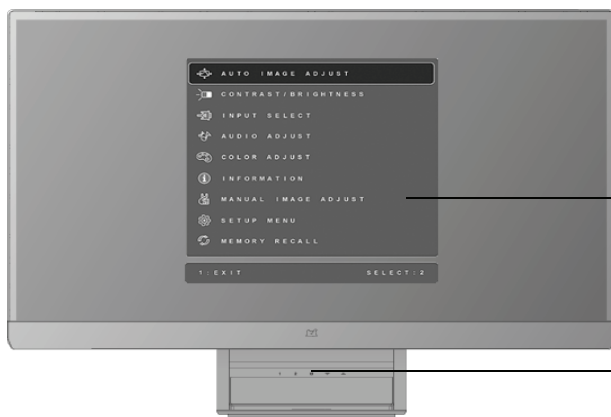 AUTO IMAGE ADJUST
CONTRAST/BRIGHTNESS
INPUT SELECT
AUDIO ADJUST
COLOR ADJUST
INFORMATION
MANUAL IMAGE ADJUST
SETUP MENU
MEMORY RECALL
1:EXIT SELECT:2